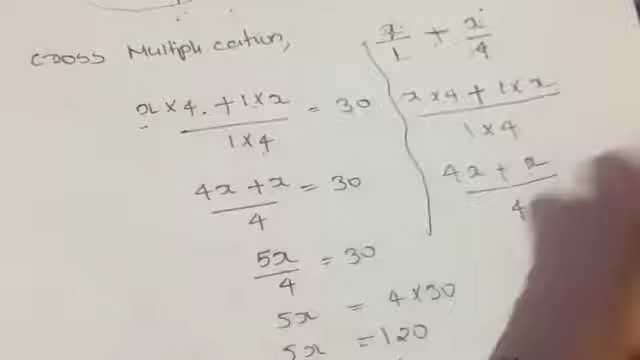 cross Multiplication,
x × 4 + 1 × x / 1 × 4 = 30
4x + x / 4 = 30
5x / 4 = 30
5x = 4 × 30
5x = 120
x / 1 + x / 4
x × 4 + 1 × x / 1 × 4
4x + x / 4